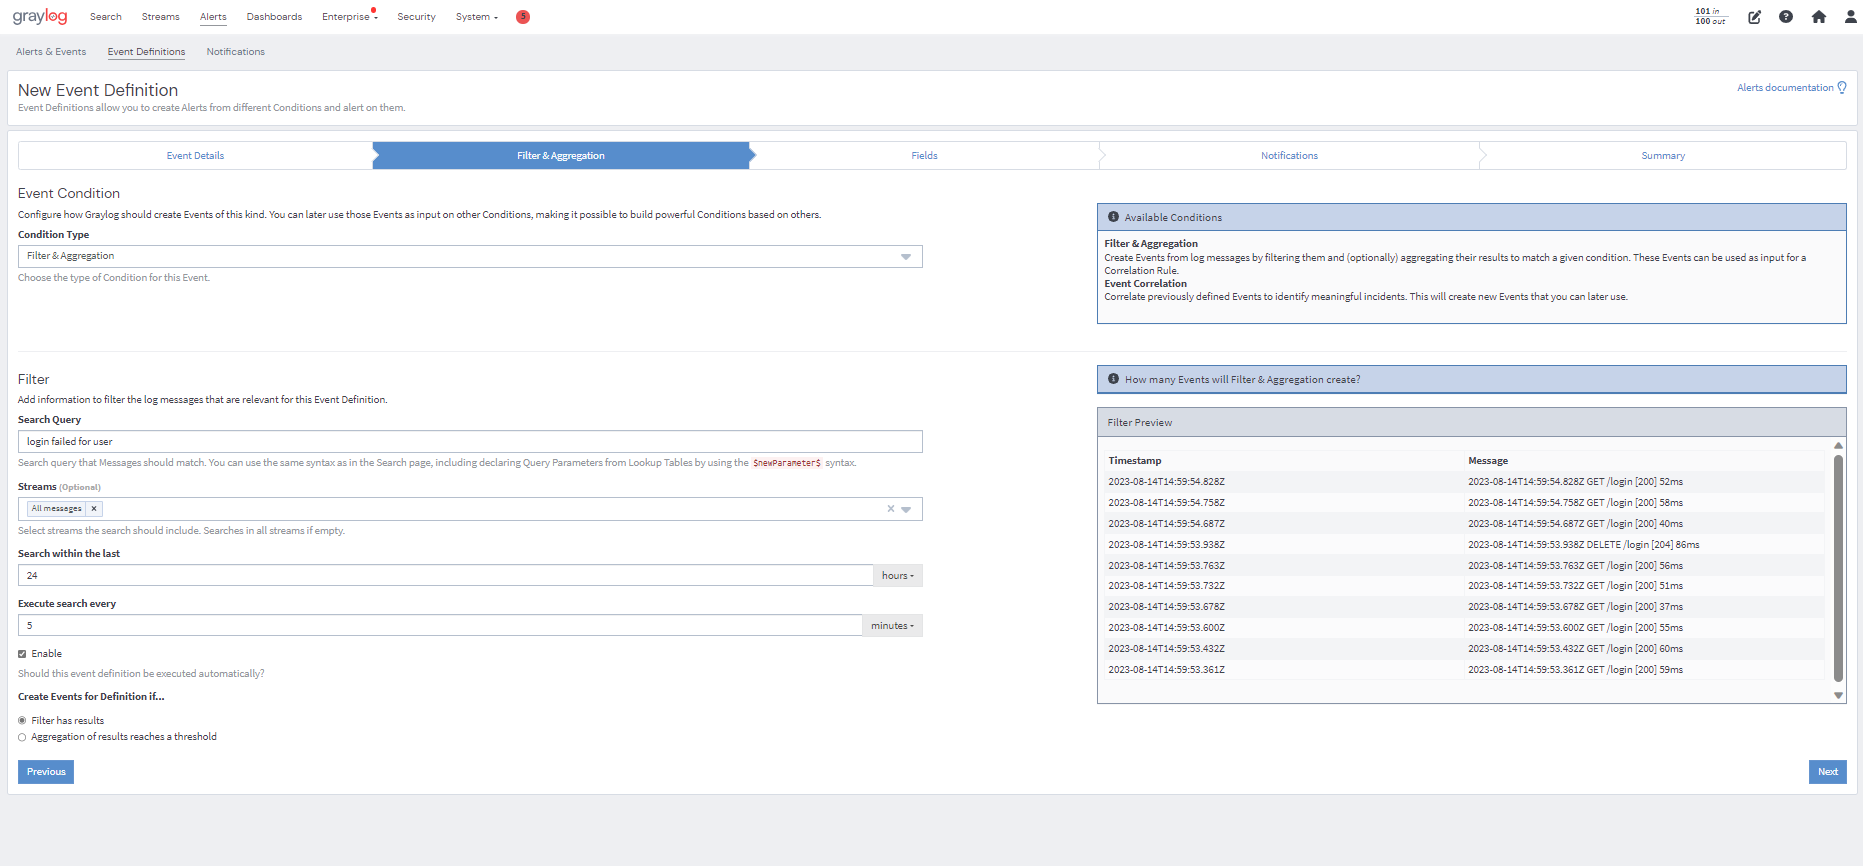 graylog Search Streams Alerts Dashboards Enterprise Security System 5 101 in
100 out
Alerts & Events Event Definitions Notifications
New Event Definition
Event Definitions allow you to create Alerts from different Conditions and alert on them.
Alerts documentation
Event Details Filter & Aggregation Fields Notifications Summary
Event Condition
Configure how Graylog should create Events of this kind. You can later use those Events as input on other Conditions, making it possible to build powerful Conditions based on others.
Condition Type
Filter & Aggregation
Choose the type of Condition for this Event.
Available Conditions
Filter & Aggregation
Create Events from log messages by filtering them and (optionally) aggregating their results to match a given condition. These Events can be used as input for a
Correlation Rule.
Event Correlation
Correlate previously defined Events to identify meaningful incidents. This will create new Events that you can later use.
Filter
Add information to filter the log messages that are relevant for this Event Definition.
Search Query
login failed for user
Search query that Messages should match. You can use the same syntax as in the Search page, including declaring Query Parameters from Lookup Tables by using the $newParameter$ syntax.
Streams (Optional)
All messages ×
Select streams the search should include. Searches in all streams if empty.
Search within the last
24 hours
Execute search every
5 minutes
Enable
Should this event definition be executed automatically?
Create Events for Definition if...
Filter has results
Aggregation of results reaches a threshold
How many Events will Filter & Aggregation create?
Filter Preview
Timestamp Message
2023-08-14T14:59:54.828Z 2023-08-14T14:59:54.828Z GET /login [200] 52ms
2023-08-14T14:59:54.758Z 2023-08-14T14:59:54.758Z GET /login [200] 58ms
2023-08-14T14:59:54.687Z 2023-08-14T14:59:54.687Z GET /login [200] 40ms
2023-08-14T14:59:53.938Z 2023-08-14T14:59:53.938Z DELETE /login [204] 86ms
2023-08-14T14:59:53.763Z 2023-08-14T14:59:53.763Z GET /login [200] 56ms
2023-08-14T14:59:53.732Z 2023-08-14T14:59:53.732Z GET /login [200] 51ms
2023-08-14T14:59:53.678Z 2023-08-14T14:59:53.678Z GET /login [200] 37ms
2023-08-14T14:59:53.600Z 2023-08-14T14:59:53.600Z GET /login [200] 55ms
2023-08-14T14:59:53.432Z 2023-08-14T14:59:53.432Z GET /login [200] 60ms
2023-08-14T14:59:53.361Z 2023-08-14T14:59:53.361Z GET /login [200] 59ms
Previous Next